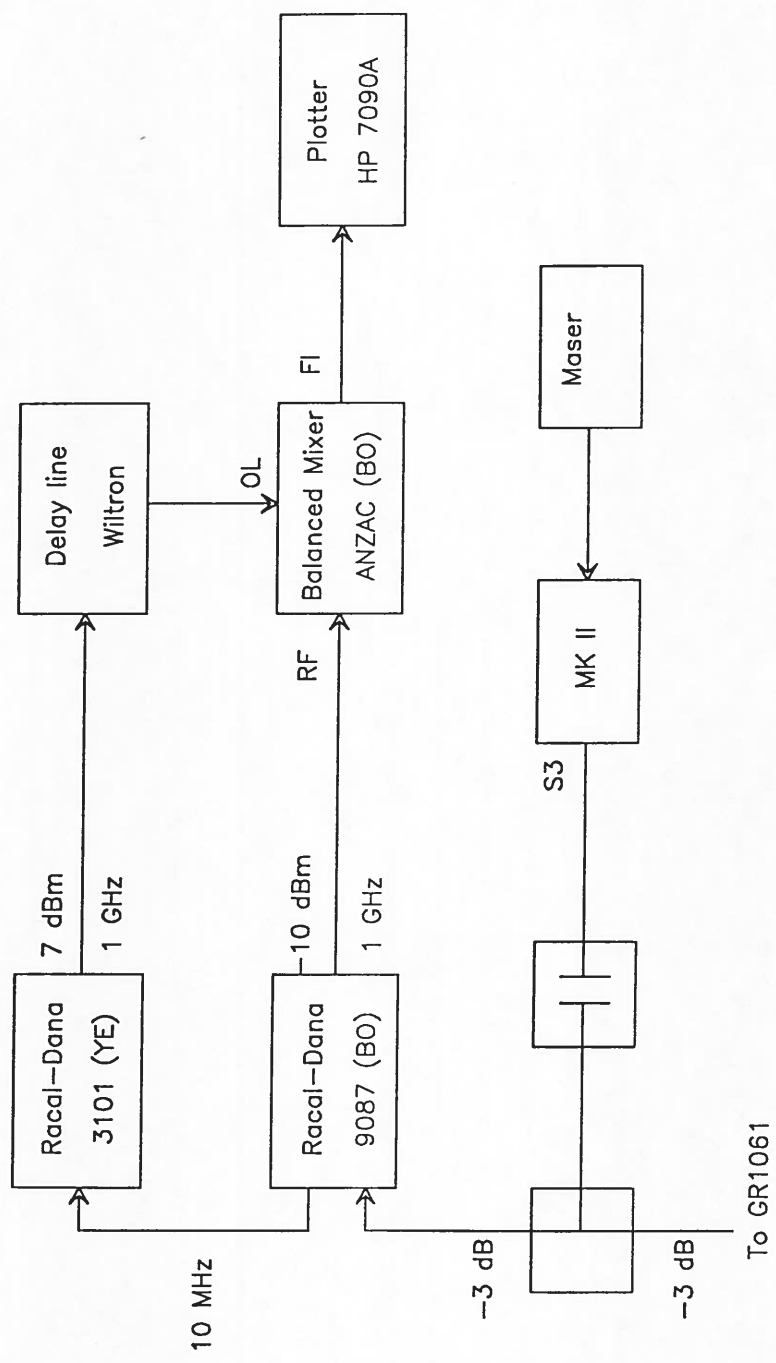 Racal-Dana
3101 (YE)
7 dBm
1 GHz
Delay line
Wiltron
10 MHz
Racal-Dana
9087 (BO)
-10 dBm
1 GHz
RF
OL
Balanced Mixer
ANZAC (BO)
FI
Plotter
HP 7090A
-3 dB
-3 dB
To GR1061
S3
MK II
Maser